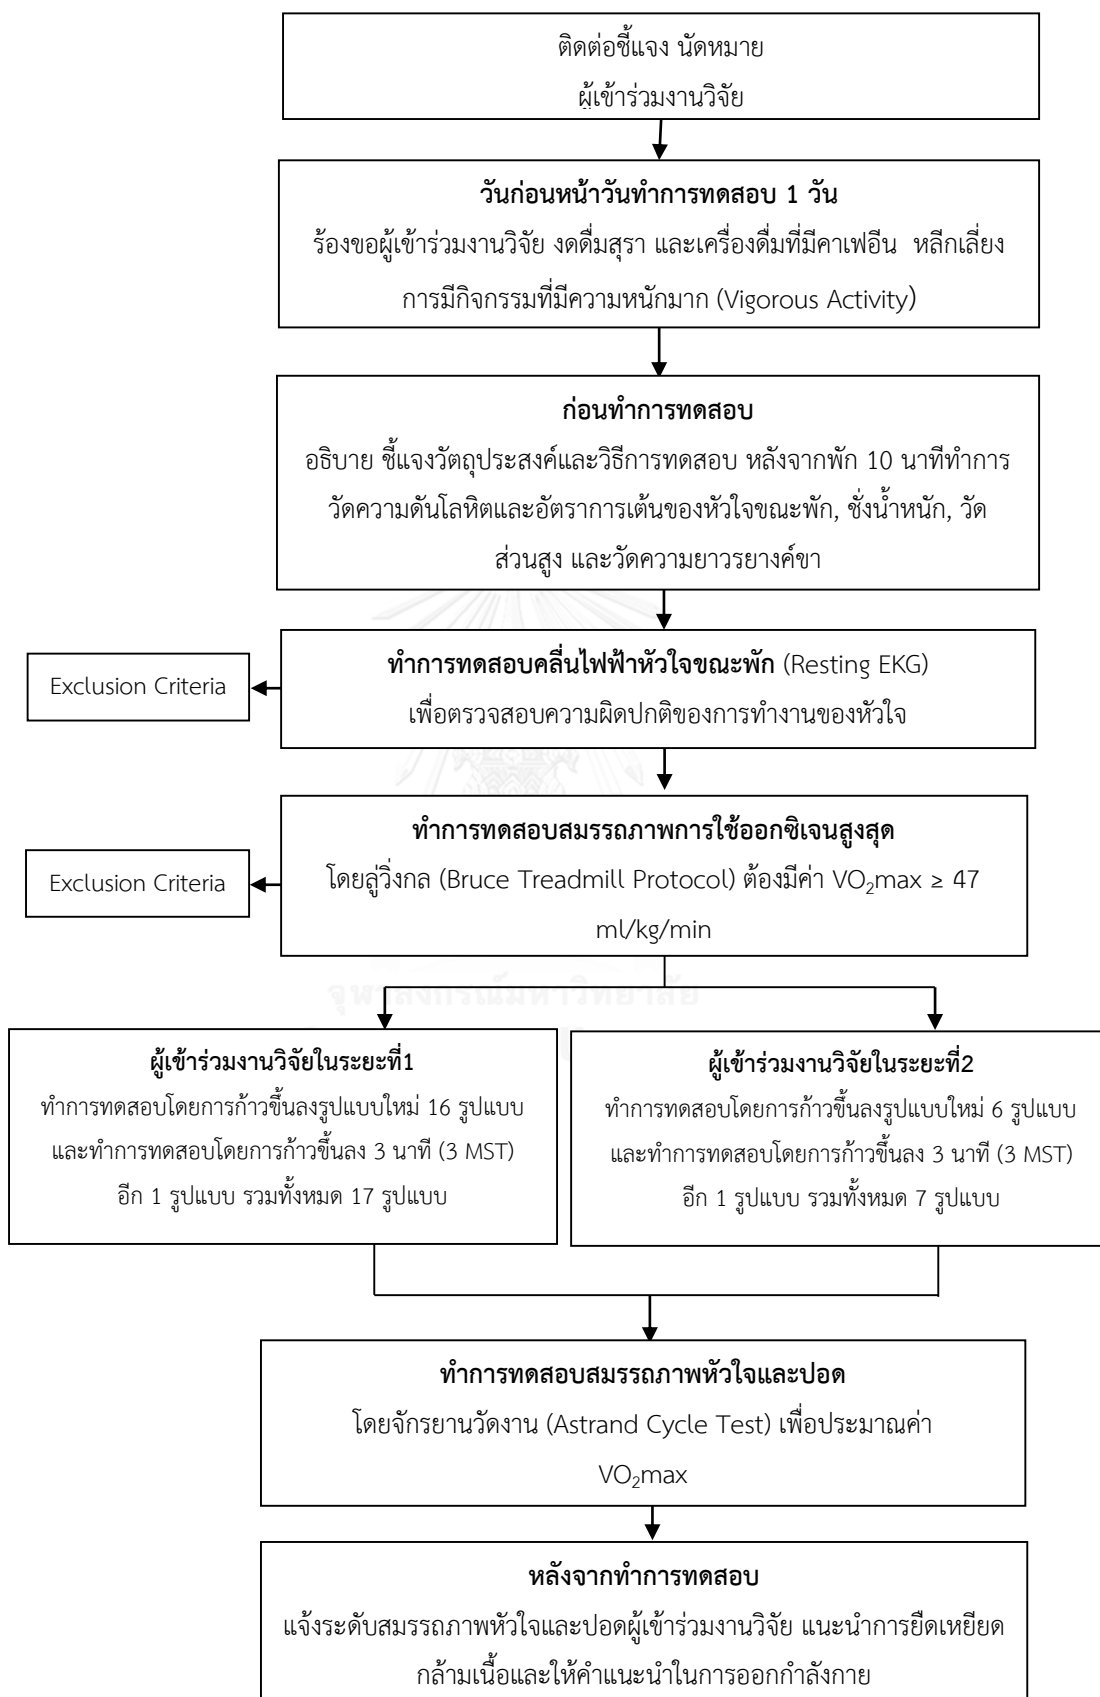 ติดต่อชี้แจง นัดหมาย
ผู้เข้าร่วมงานวิจัย
วันก่อนหน้าวันทำการทดสอบ 1 วัน
ร้องขอผู้เข้าร่วมงานวิจัย งดดื่มสุรา และเครื่องดื่มที่มีคาเฟอีน หลีกเลี่ยง
การมีกิจกรรมที่มีความหนักมาก (Vigorous Activity)
ก่อนทำการทดสอบ
อธิบาย ชี้แจงวัตถุประสงค์และวิธีการทดสอบ หลังจากพัก 10 นาทีทำการ
วัดความดันโลหิตและอัตราการเต้นของหัวใจขณะพัก, ชั่งน้ำหนัก, วัด
ส่วนสูง และวัดความยาวรยางค์ขา
ทำการทดสอบคลื่นไฟฟ้าหัวใจขณะพัก (Resting EKG)
เพื่อตรวจสอบความผิดปกติของการทำงานของหัวใจ
Exclusion Criteria
ทำการทดสอบสมรรถภาพการใช้ออกซิเจนสูงสุด
โดยลู่วิ่งกล (Bruce Treadmill Protocol) ต้องมีค่า VO₂max ≥ 47
ml/kg/min
Exclusion Criteria
จุฬาลงกรณ์มหาวิทยาลัย
ผู้เข้าร่วมงานวิจัยในระยะที่1
ทำการทดสอบโดยการก้าวขึ้นลงรูปแบบใหม่ 16 รูปแบบ
และทำการทดสอบโดยการก้าวขึ้นลง 3 นาที (3 MST)
อีก 1 รูปแบบ รวมทั้งหมด 17 รูปแบบ
ผู้เข้าร่วมงานวิจัยในระยะที่2
ทำการทดสอบโดยการก้าวขึ้นลงรูปแบบใหม่ 6 รูปแบบ
และทำการทดสอบโดยการก้าวขึ้นลง 3 นาที (3 MST)
อีก 1 รูปแบบ รวมทั้งหมด 7 รูปแบบ
ทำการทดสอบสมรรถภาพหัวใจและปอด
โดยจักรยานวัดงาน (Astrand Cycle Test) เพื่อประมาณค่า
VO₂max
หลังจากทำการทดสอบ
แจ้งระดับสมรรถภาพหัวใจและปอดผู้เข้าร่วมงานวิจัย แนะนำการยืดเหยียด
กล้ามเนื้อและให้คำแนะนำในการออกกำลังกาย